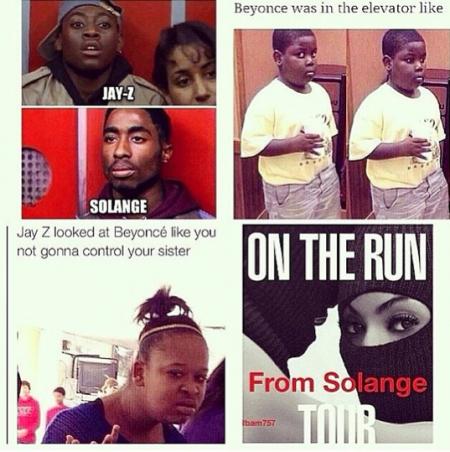 JAY-Z
SOLANGE
Beyonce was in the elevator like
Jay Z looked at Beyoncé like you
not gonna control your sister
ON THE RUN
From Solange
TOUR
lbam757